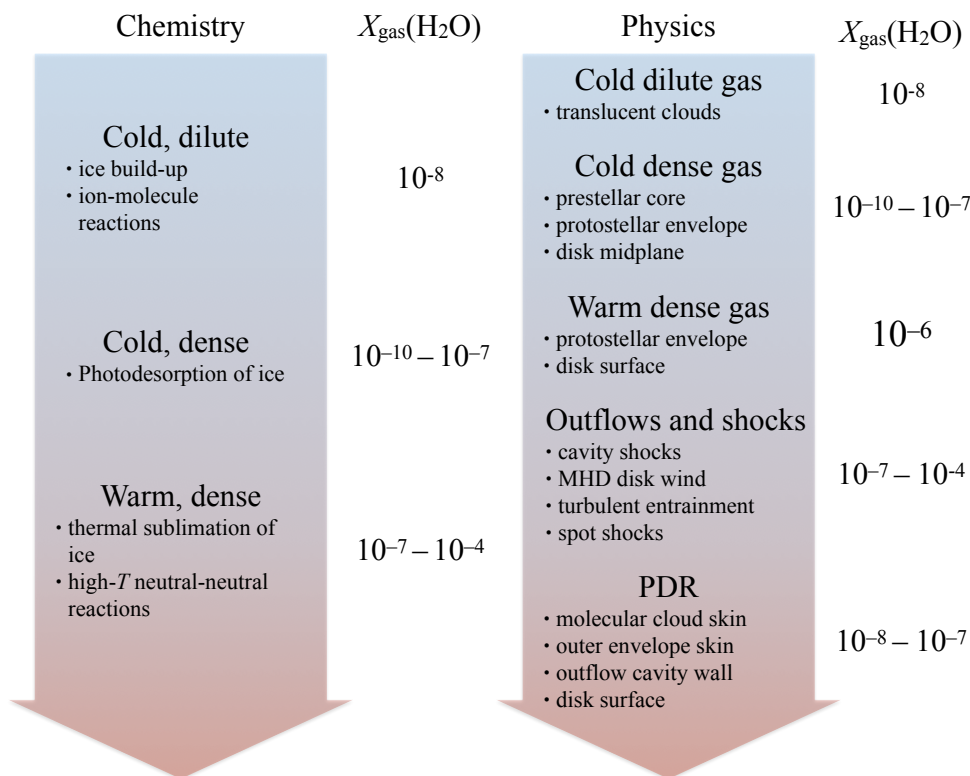 Chemistry
X_gas(H₂O)
Cold, dilute
· ice build-up
· ion-molecule
reactions
10⁻⁸
Cold, dense
· Photodesorption of ice
10⁻¹⁰ – 10⁻⁷
Warm, dense
· thermal sublimation of
ice
· high-T neutral-neutral
reactions
10⁻⁷ – 10⁻⁴
Physics
X_gas(H₂O)
Cold dilute gas
· translucent clouds
10⁻⁸
Cold dense gas
· prestellar core
· protostellar envelope
· disk midplane
10⁻¹⁰ – 10⁻⁷
Warm dense gas
· protostellar envelope
· disk surface
10⁻⁶
Outflows and shocks
· cavity shocks
· MHD disk wind
· turbulent entrainment
· spot shocks
10⁻⁷ – 10⁻⁴
PDR
· molecular cloud skin
· outer envelope skin
· outflow cavity wall
· disk surface
10⁻⁸ – 10⁻⁷